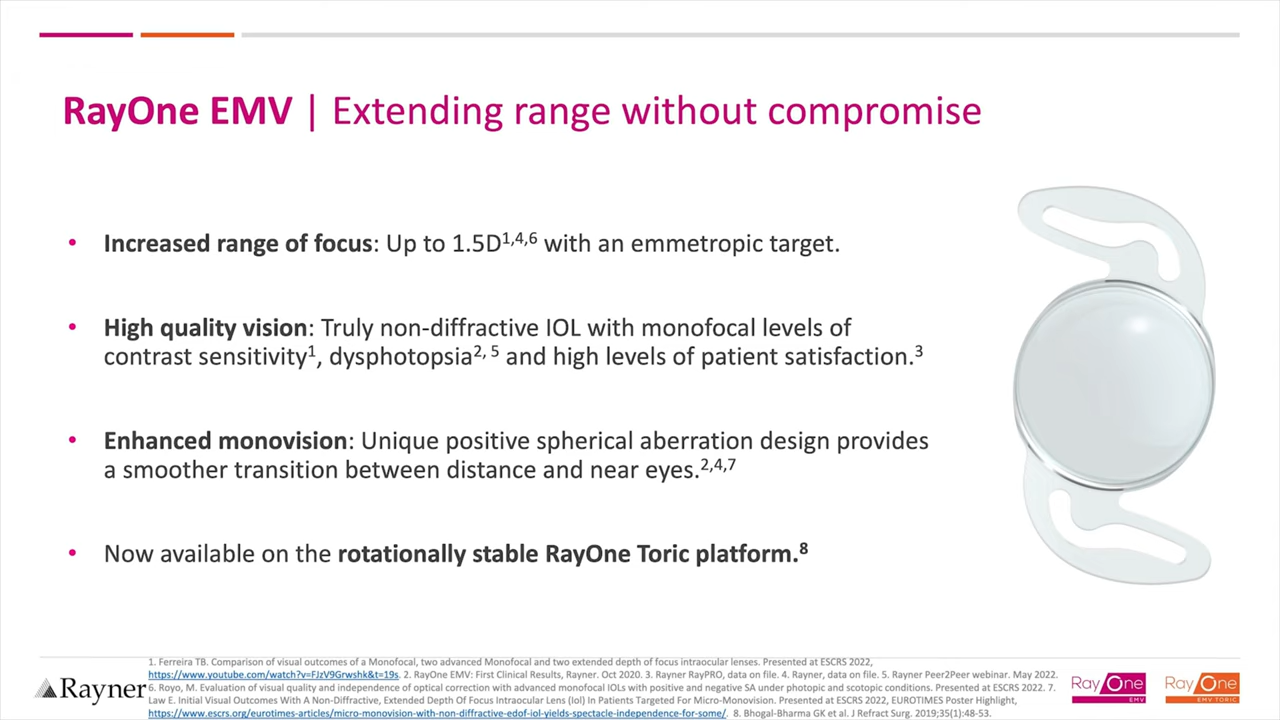 RayOne EMV | Extending range without compromise
• Increased range of focus: Up to 1.5D1,4,6 with an emmetropic target.
• High quality vision: Truly non-diffractive IOL with monofocal levels of
contrast sensitivity1, dysphotopsia2, 5 and high levels of patient satisfaction.3
• Enhanced monovision: Unique positive spherical aberration design provides
a smoother transition between distance and near eyes.2,4,7
• Now available on the rotationally stable RayOne Toric platform.8
1. Ferreira TB. Comparison of visual outcomes of a Monofocal, two advanced Monofocal and two extended depth of focus intraocular lenses. Presented at ESCRS 2022,
https://www.youtube.com/watch?v=FJzV9Grwshk&t=19s. 2. RayOne EMV: First Clinical Results, Rayner. Oct 2020. 3. Rayner RayPRO, data on file. 4. Rayner, data on file. 5. Rayner Peer2Peer webinar. May 2022.
6. Royo, M. Evaluation of visual quality and independence of optical correction with advanced monofocal IOLs with positive and negative SA under photopic and scotopic conditions. Presented at ESCRS 2022. 7.
Law E. Initial Visual Outcomes With A Non-Diffractive, Extended Depth Of Focus Intraocular Lens (Iol) In Patients Targeted For Micro-Monovision. Presented at ESCRS 2022, EUROTIMES Poster Highlight,
https://www.escrs.org/eurotimes-articles/micro-monovision-with-non-diffractive-edof-iol-yields-spectacle-independence-for-some/. 8. Bhogal-Bharma GK et al. J Refract Surg. 2019;35(1):48-53.
Rayner
RayOne
EMV
RayOne
EMV TORIC